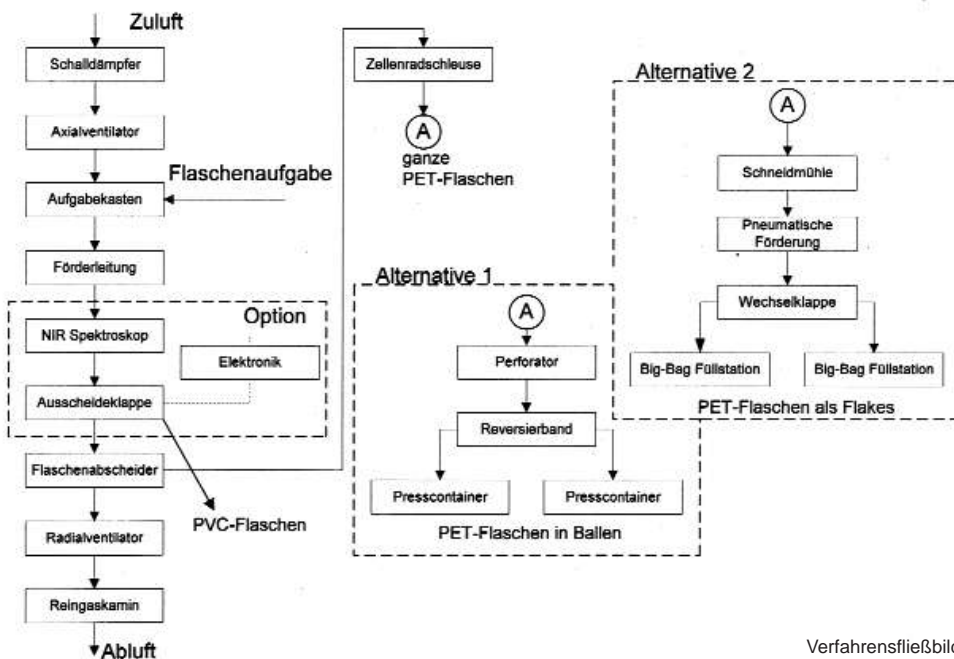 Zuluft
Schalldämpfer
Axialventilator
Flaschenaufgabe
Aufgabekasten
Förderleitung
Option
NIR Spektroskop
Elektronik
Ausscheideklappe
Flaschenabscheider
PVC-Flaschen
Radialventilator
Reingaskamin
Abluft
Zellenradschleuse
A
ganze
PET-Flaschen
Alternative 1
A
Perforator
Reversierband
Presscontainer
Presscontainer
PET-Flaschen in Ballen
Alternative 2
A
Schneidmühle
Pneumatische
Förderung
Wechselklappe
Big-Bag Füllstation
Big-Bag Füllstation
PET-Flaschen als Flakes
Verfahrensfließbild